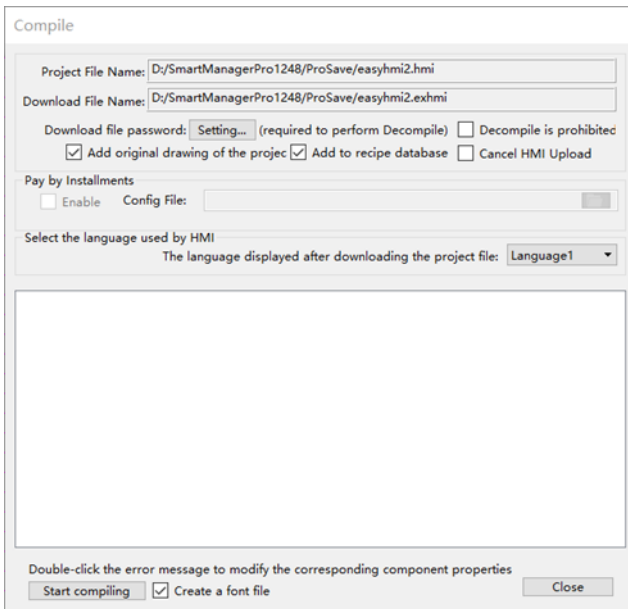 Compile
Project File Name: D:/SmartManagerPro1248/ProSave/easyhmi2.hmi
Download File Name: D:/SmartManagerPro1248/ProSave/easyhmi2.exhmi
Download file password: Setting... (required to perform Decompile) Decompile is prohibited
Add original drawing of the projec Add to recipe database Cancel HMI Upload
Pay by Installments
Enable Config File:
Select the language used by HMI
The language displayed after downloading the project file: Language1
Double-click the error message to modify the corresponding component properties
Start compiling Create a font file Close